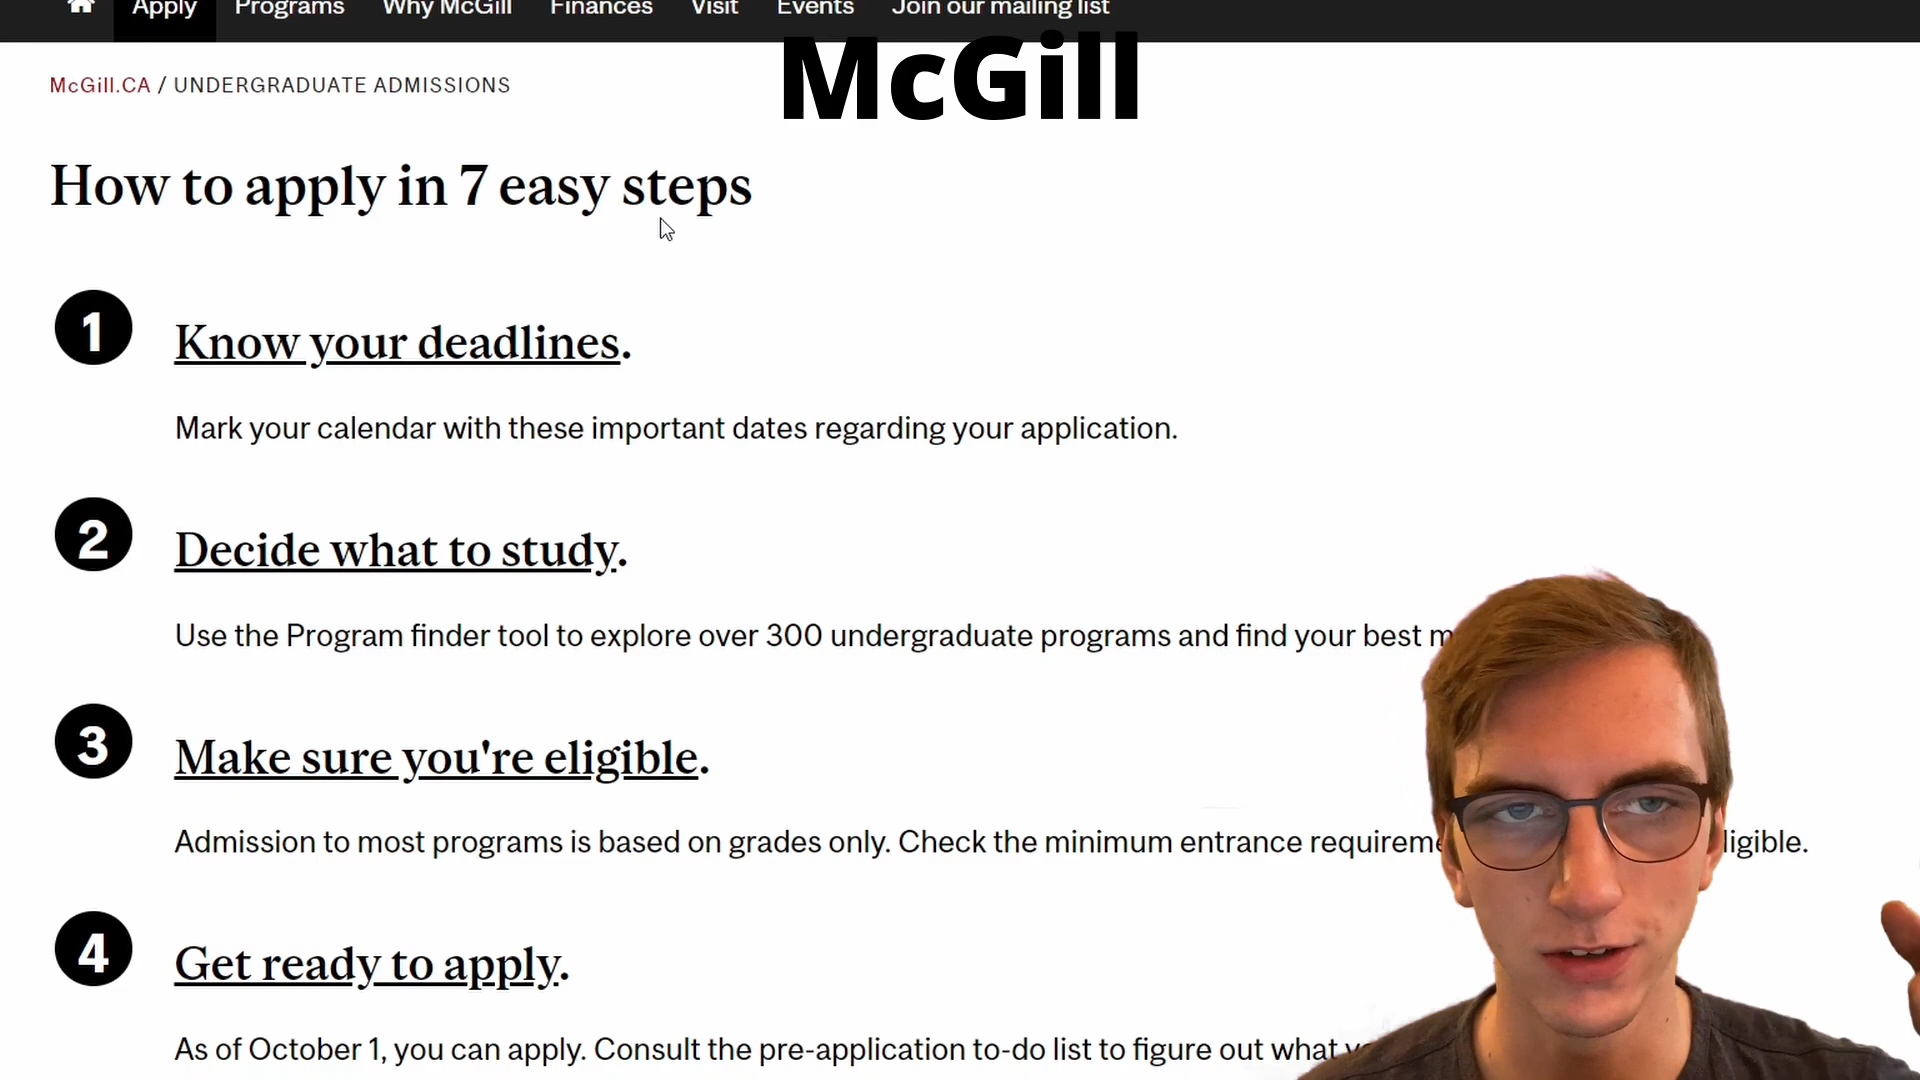 Apply Programs Why McGill Finances Visit Events Join our mailing list
McGill
McGill.CA / UNDERGRADUATE ADMISSIONS
How to apply in 7 easy steps
1 Know your deadlines.
Mark your calendar with these important dates regarding your application.
2 Decide what to study.
Use the Program finder tool to explore over 300 undergraduate programs and find your best
3 Make sure you're eligible.
Admission to most programs is based on grades only. Check the minimum entrance
4 Get ready to apply.
As of October 1, you can apply. Consult the pre-application to-do list to figure out what